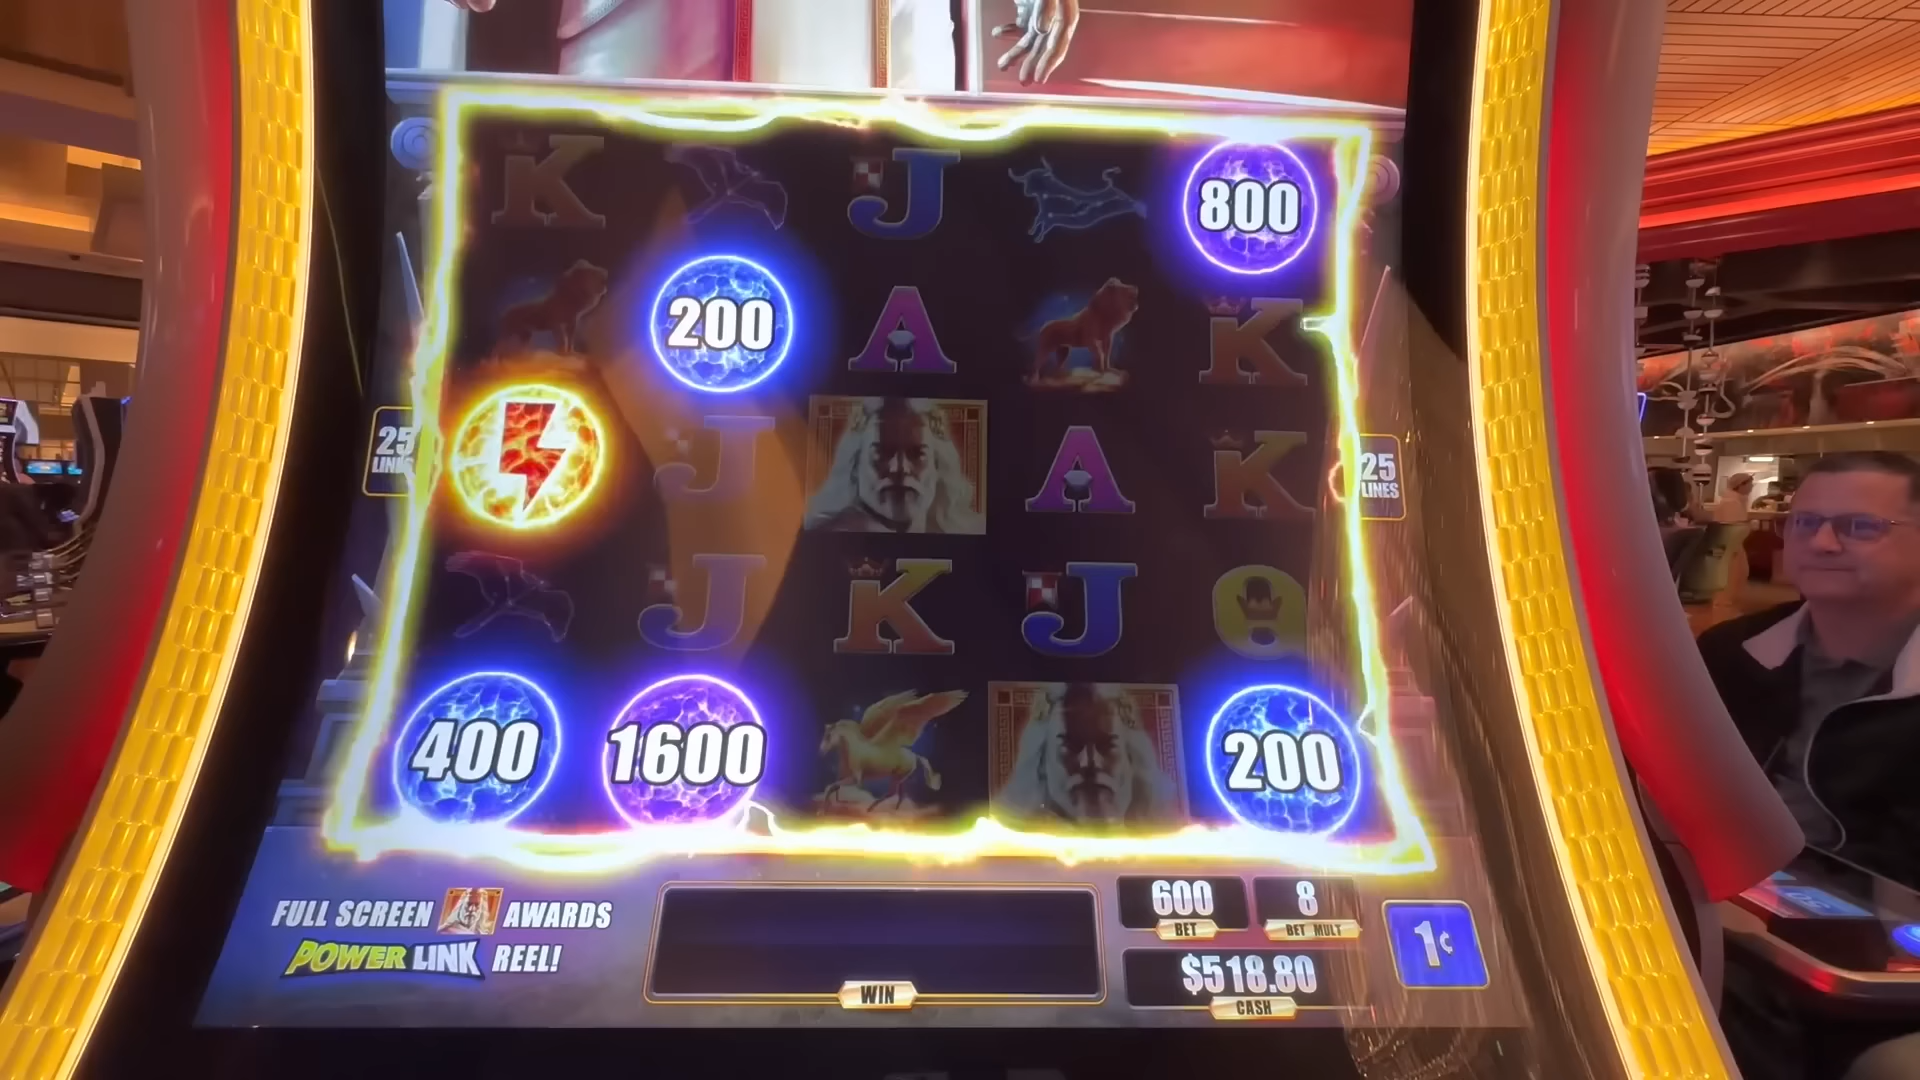 K J 800
200 A K
25 LINES J A K 25 LINES
J K J Q
400 1600 200
FULL SCREEN AWARDS
POWER LINK REEL!
WIN
600 8
BET BET MULT
$518.80
CASH
1¢